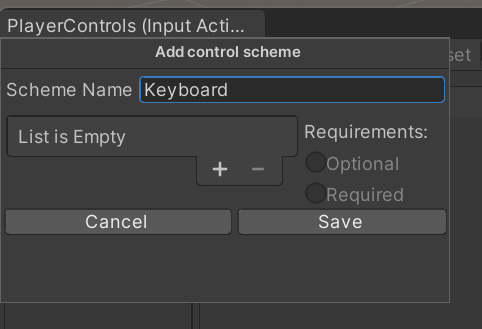 PlayerControls (Input Acti...
Add control scheme
set
Scheme Name Keyboard
List is Empty
Requirements:
+ −
Optional
Required
Cancel Save